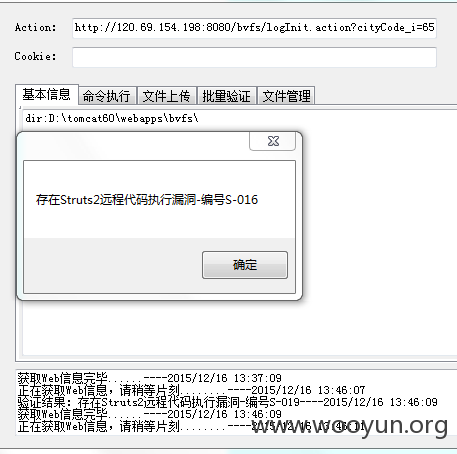 Action: http://120.69.154.198:8080/bvfs/logInit.action?cityCode_i=65
Cookie:
基本信息 命令执行 文件上传 批量验证 文件管理
dir:D:\tomcat60\webapps\bvfs\
存在Struts2远程代码执行漏洞-编号S-016
确定
获取Web信息完毕......----2015/12/16 13:37:09
正在获取Web信息，请稍等片刻........----2015/12/16 13:46:07
验证结果：存在Struts2远程代码执行漏洞-编号S-019----2015/12/16 13:46:09
获取Web信息完毕......----2015/12/16 13:46:09
正在获取Web信息，请稍等片刻........----2015/12/16 13:46:
www.wooyun.org